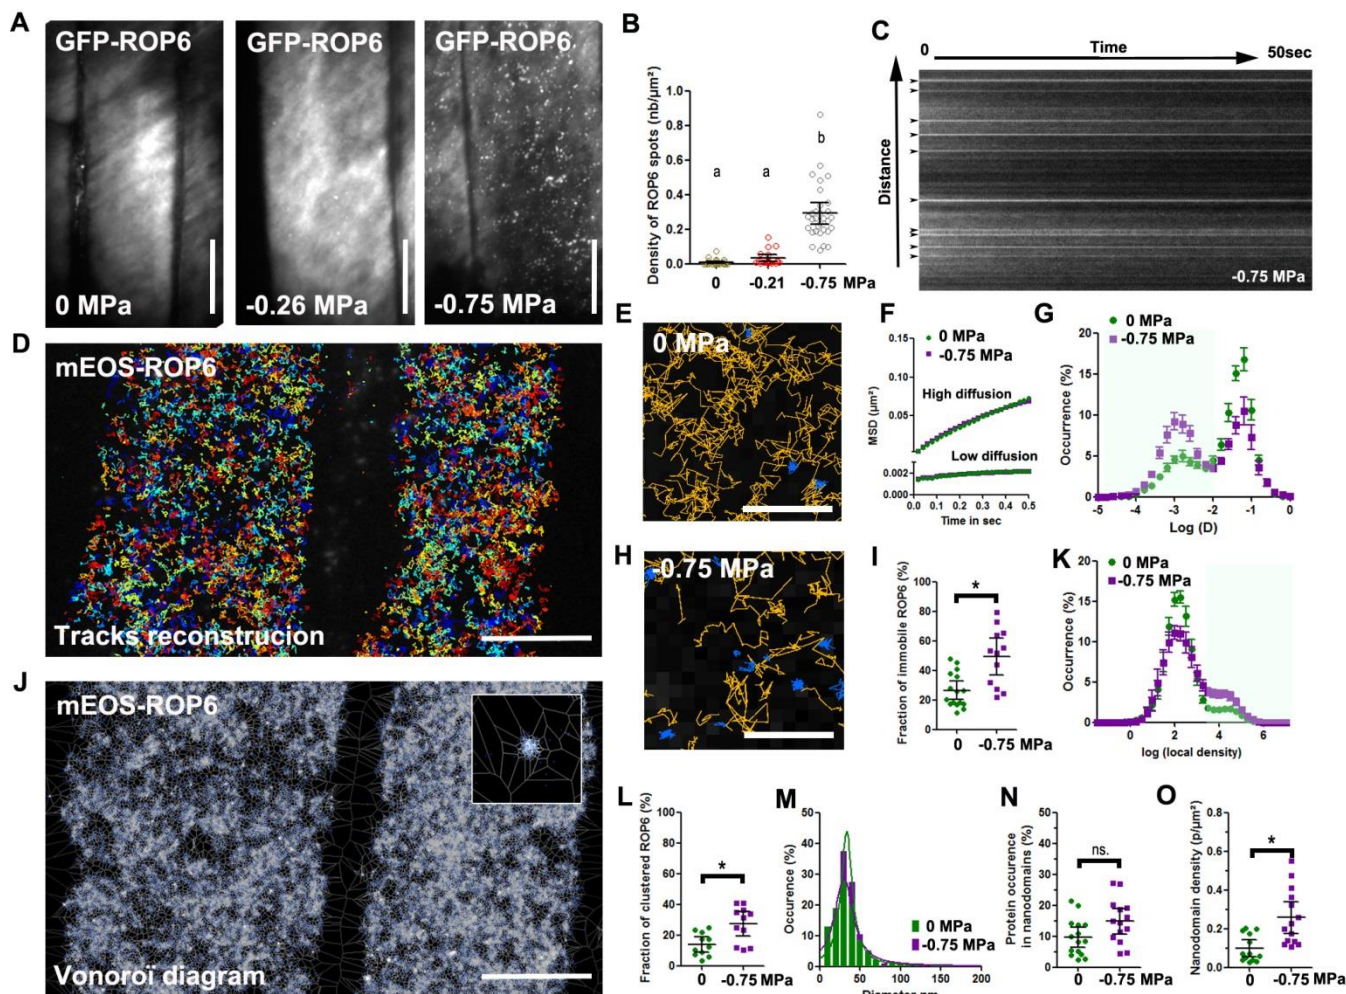 A
GFP-ROP6
GFP-ROP6
GFP-ROP6
0 MPa
-0.26 MPa
-0.75 MPa
B
Density of ROP6 spots (nb/µm²)
1.0
0.8
0.6
0.4
0.2
0.0
a
a
b
0
-0.21
-0.75 MPa
C
0
Time
50sec
Distance
-0.75 MPa
D
mEOS-ROP6
Tracks reconstrucion
E
0 MPa
F
0 MPa
-0.75 MPa
MSD (µm²)
0.15
0.10
0.05
High diffusion
Low diffusion
0.002
0.000
0.0 0.1 0.2 0.3 0.4 0.5
Time in sec
G
0 MPa
-0.75 MPa
Occurrence (%)
20
15
10
5
0
-5 -4 -3 -2 -1 0
Log (D)
H
-0.75 MPa
I
Fraction of immobile ROP6 (%)
100
80
60
40
20
0
*
0
-0.75 MPa
K
0 MPa
-0.75 MPa
Occurrence (%)
20
15
10
5
0
0 2 4 6
log (local density)
J
mEOS-ROP6
Vonoroï diagram
L
Fraction of clustered ROP6 (%)
100
80
60
40
20
0
*
0
-0.75 MPa
M
Occurence (%)
50
40
30
20
10
0
0 MPa
-0.75 MPa
0 50 100 150 200
Diameter nm
N
Protein occurence
in nanodomains (%)
50
40
30
20
10
0
ns.
0
-0.75 MPa
O
Nanodomain density (p/µm²)
0.8
0.6
0.4
0.2
0.0
*
0
-0.75 MPa